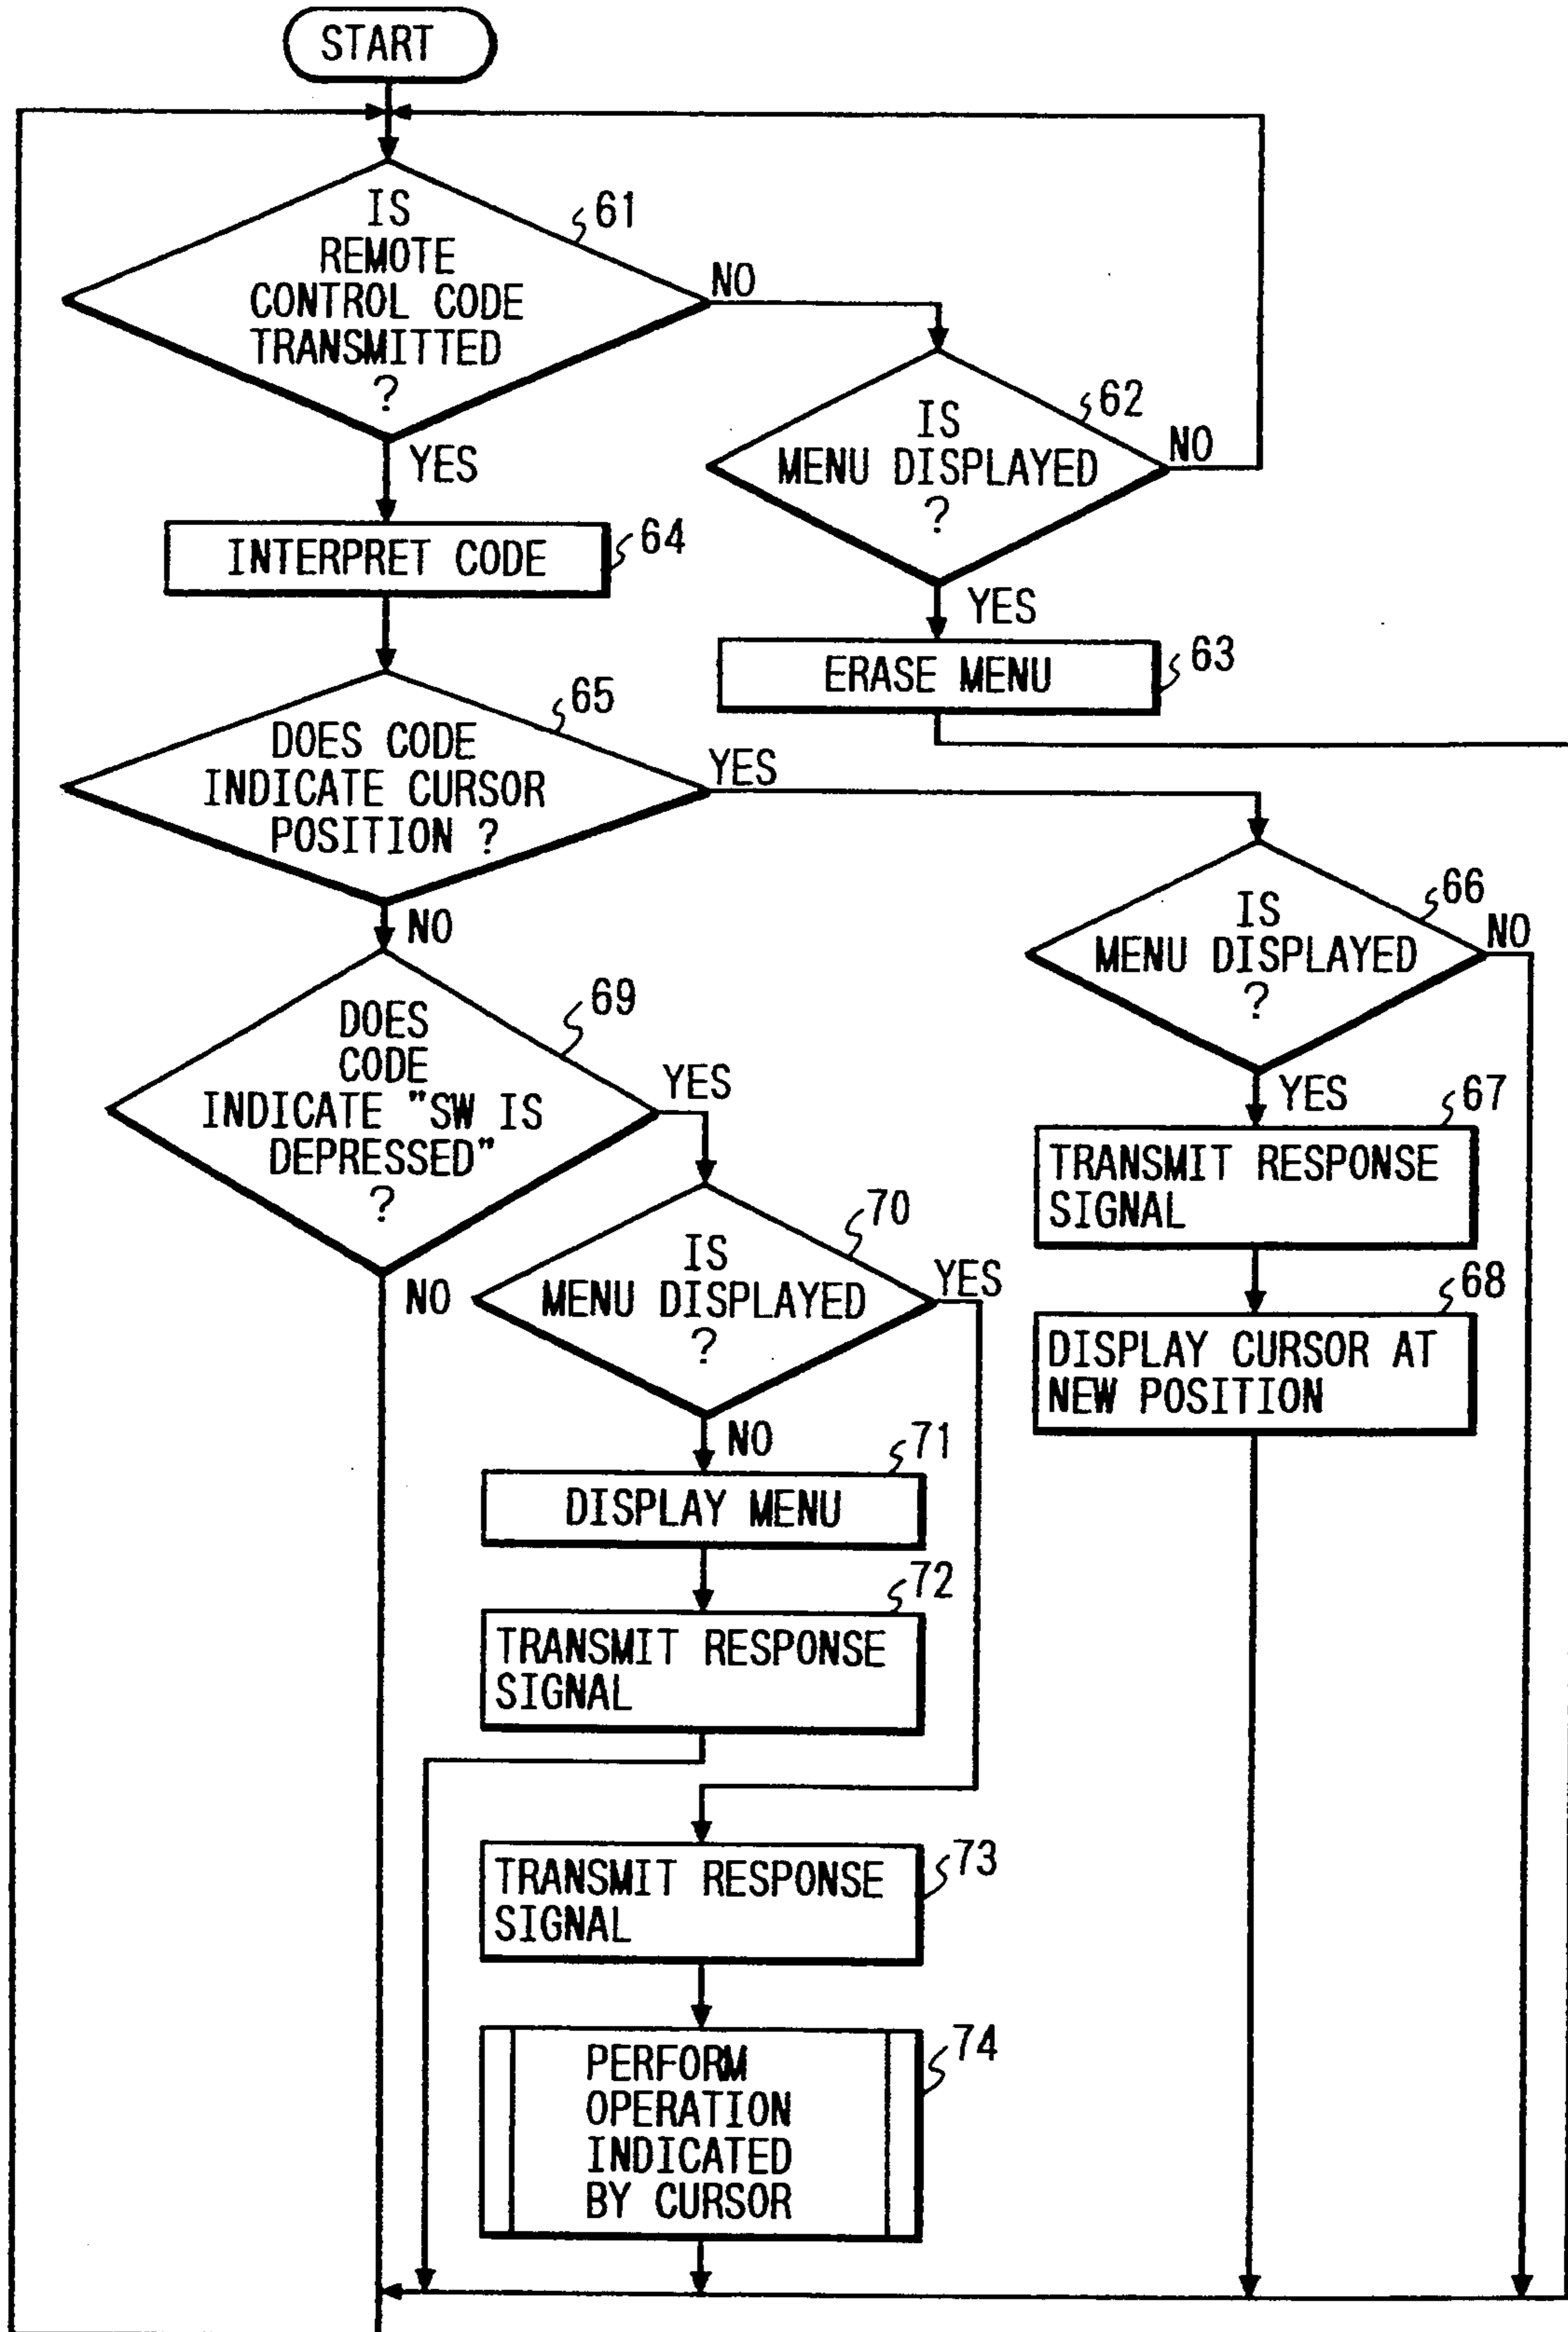 START
IS
REMOTE
CONTROL CODE
TRANSMITTED
?
61
NO
YES
IS
MENU DISPLAYED
?
62
NO
YES
INTERPRET CODE
64
ERASE MENU
63
DOES CODE
INDICATE CURSOR
POSITION ?
65
YES
NO
IS
MENU DISPLAYED
?
66
NO
YES
DOES
CODE
INDICATE "SW IS
DEPRESSED"
?
69
YES
NO
TRANSMIT RESPONSE
SIGNAL
67
IS
MENU DISPLAYED
?
70
YES
NO
DISPLAY CURSOR AT
NEW POSITION
68
DISPLAY MENU
71
TRANSMIT RESPONSE
SIGNAL
72
TRANSMIT RESPONSE
SIGNAL
73
PERFORM
OPERATION
INDICATED
BY CURSOR
74